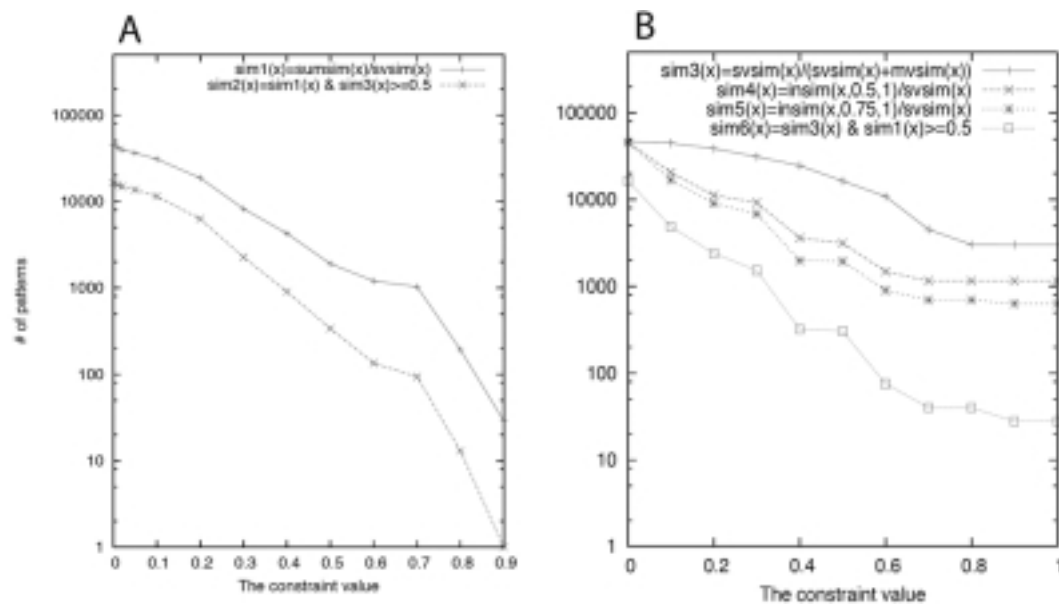 A
sim1(x)=sumsim(x)/svsim(x)
sim2(x)=sim1(x) & sim3(x)>=0.5
100000
10000
1000
100
10
1
# of patterns
0 0.1 0.2 0.3 0.4 0.5 0.6 0.7 0.8 0.9
The constraint value
B
sim3(x)=svsim(x)/(svsim(x)+mvsim(x))
sim4(x)=insim(x,0.5,1)/svsim(x)
sim5(x)=insim(x,0.75,1)/svsim(x)
sim6(x)=sim3(x) & sim1(x)>=0.5
100000
10000
1000
100
10
1
0 0.2 0.4 0.6 0.8 1
The constraint value